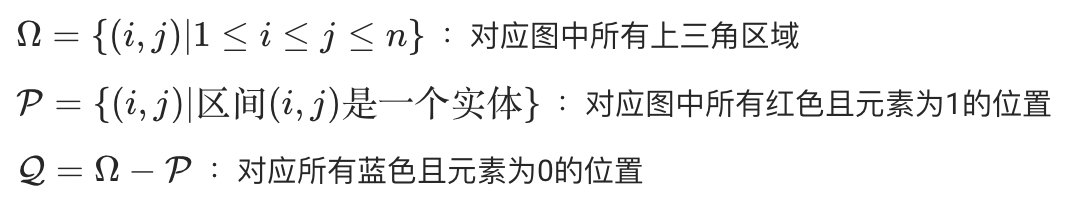 Ω = {(i, j)|1 ≤ i ≤ j ≤ n} ： 对应图中所有上三角区域
𝒫 = {(i, j)|区间(i, j)是一个实体} ： 对应图中所有红色且元素为1的位置
𝒬 = Ω − 𝒫 ： 对应所有蓝色且元素为0的位置